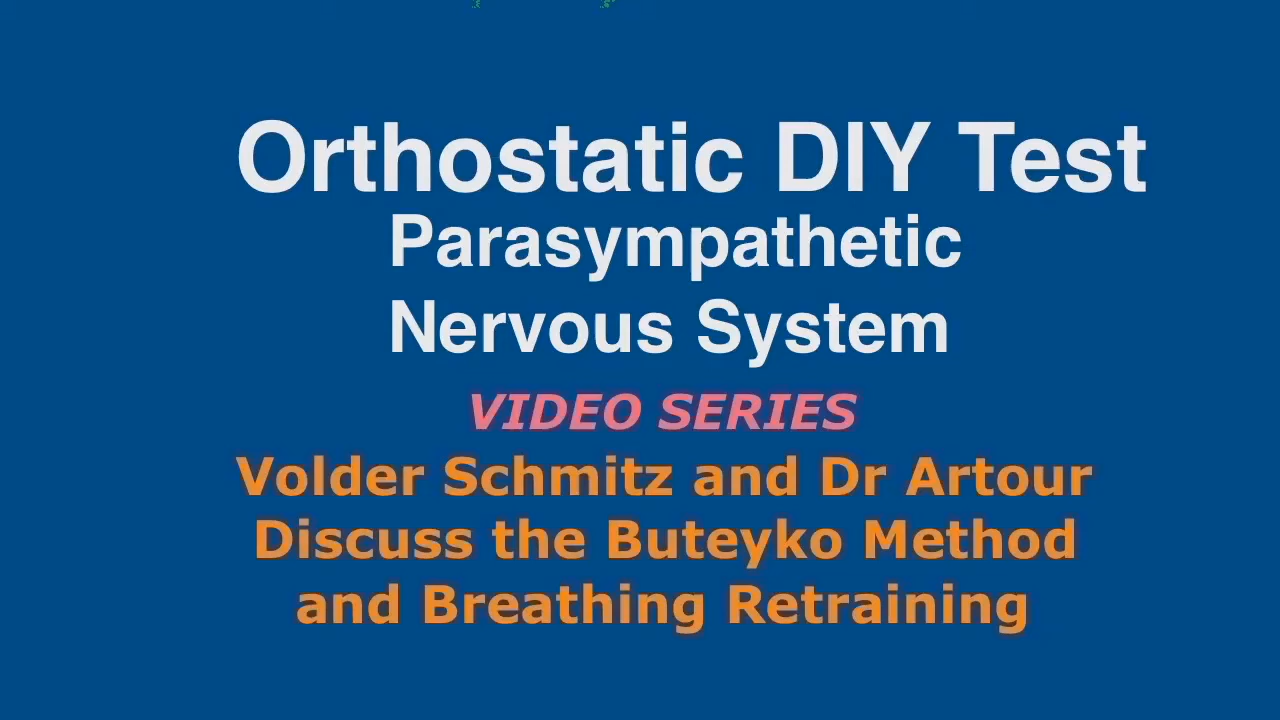 Orthostatic DIY Test
Parasympathetic
Nervous System
VIDEO SERIES
Volder Schmitz and Dr Artour
Discuss the Buteyko Method
and Breathing Retraining